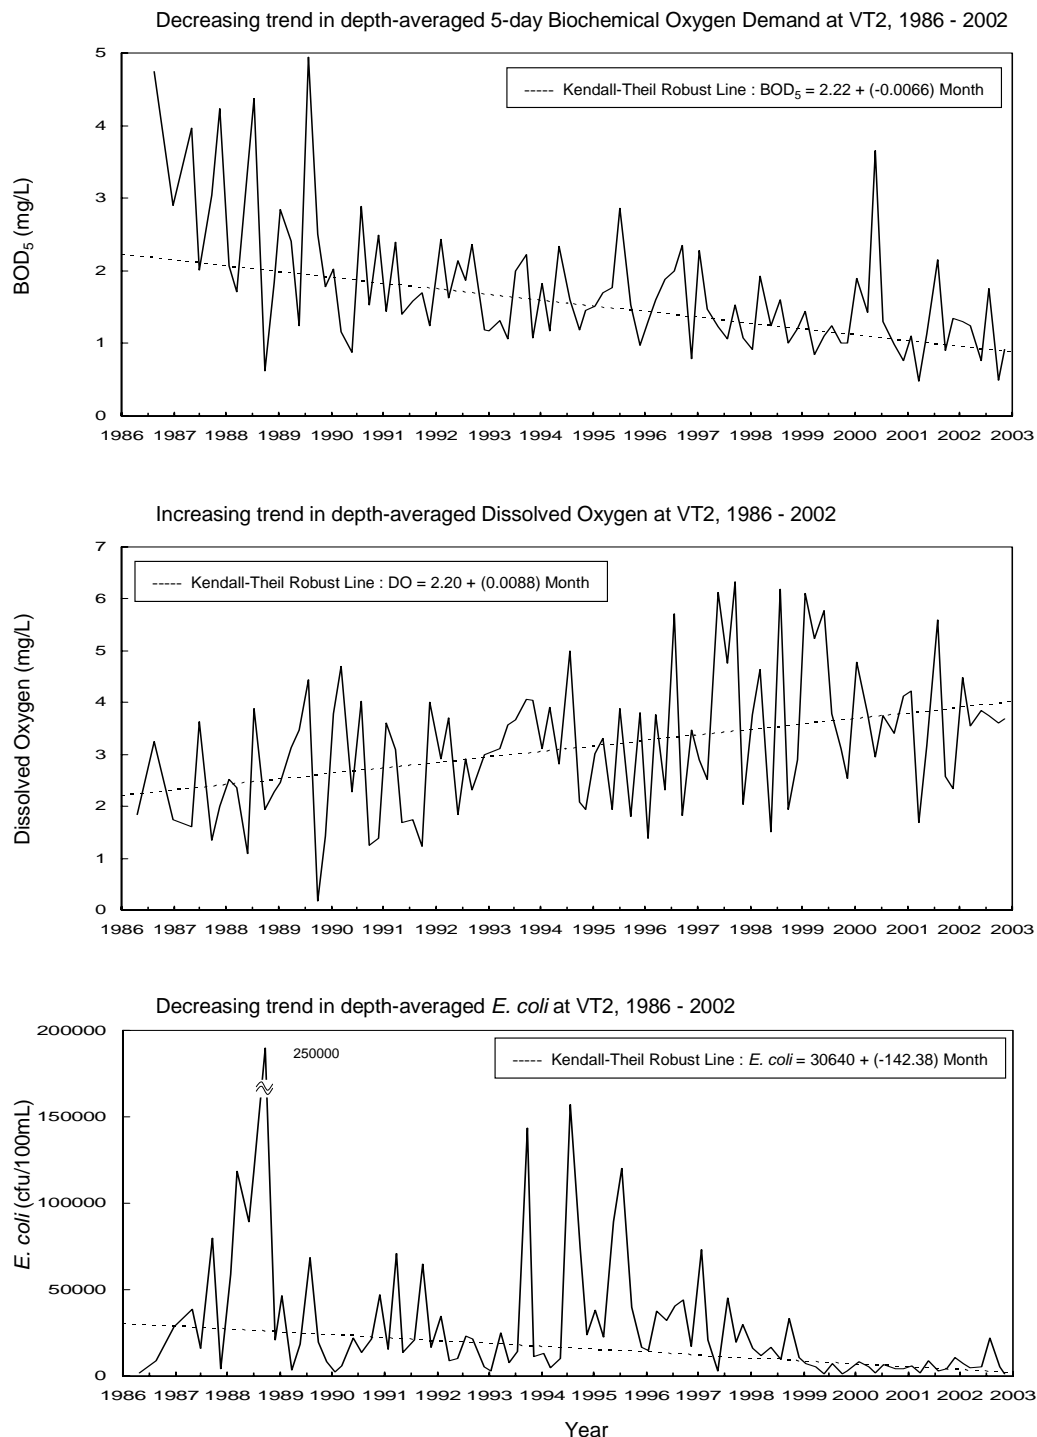 Decreasing trend in depth-averaged 5-day Biochemical Oxygen Demand at VT2, 1986 - 2002
5
4
3
2
1
0
BOD5 (mg/L)
----- Kendall-Theil Robust Line : BOD5 = 2.22 + (-0.0066) Month
1986 1987 1988 1989 1990 1991 1992 1993 1994 1995 1996 1997 1998 1999 2000 2001 2002 2003
Increasing trend in depth-averaged Dissolved Oxygen at VT2, 1986 - 2002
7
6
5
4
3
2
1
0
Dissolved Oxygen (mg/L)
----- Kendall-Theil Robust Line : DO = 2.20 + (0.0088) Month
1986 1987 1988 1989 1990 1991 1992 1993 1994 1995 1996 1997 1998 1999 2000 2001 2002 2003
Decreasing trend in depth-averaged E. coli at VT2, 1986 - 2002
200000
150000
100000
50000
0
E. coli (cfu/100mL)
250000
----- Kendall-Theil Robust Line : E. coli = 30640 + (-142.38) Month
1986 1987 1988 1989 1990 1991 1992 1993 1994 1995 1996 1997 1998 1999 2000 2001 2002 2003
Year